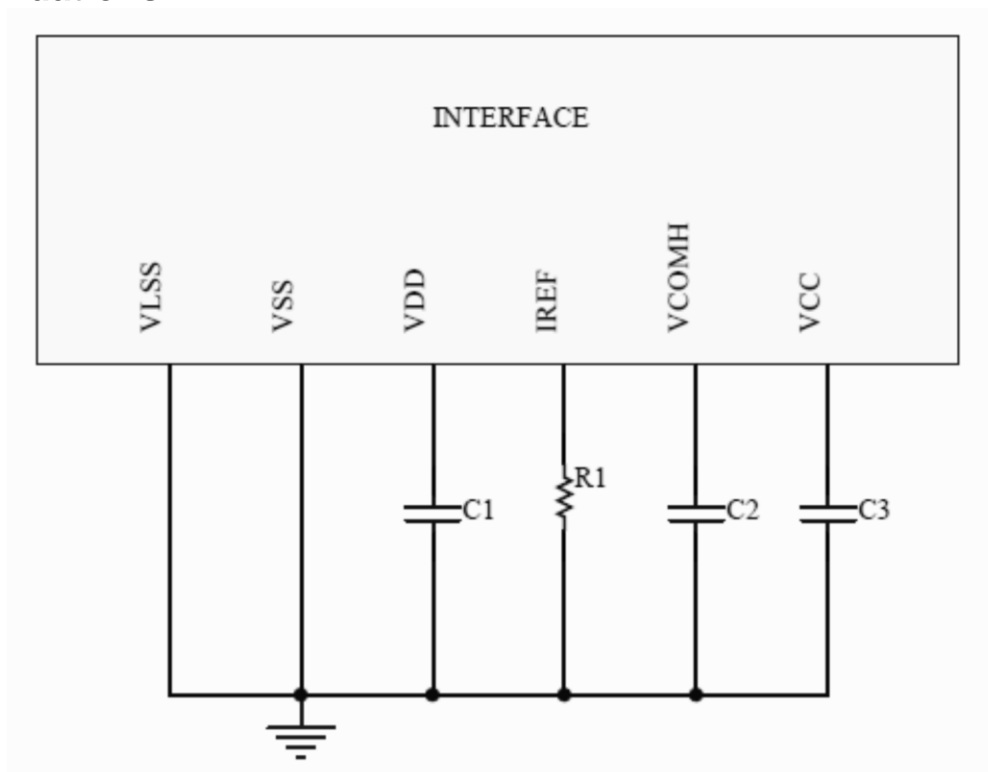 INTERFACE
VLSS
VSS
VDD
IREF
VCOMH
VCC
R1
C1
C2
C3